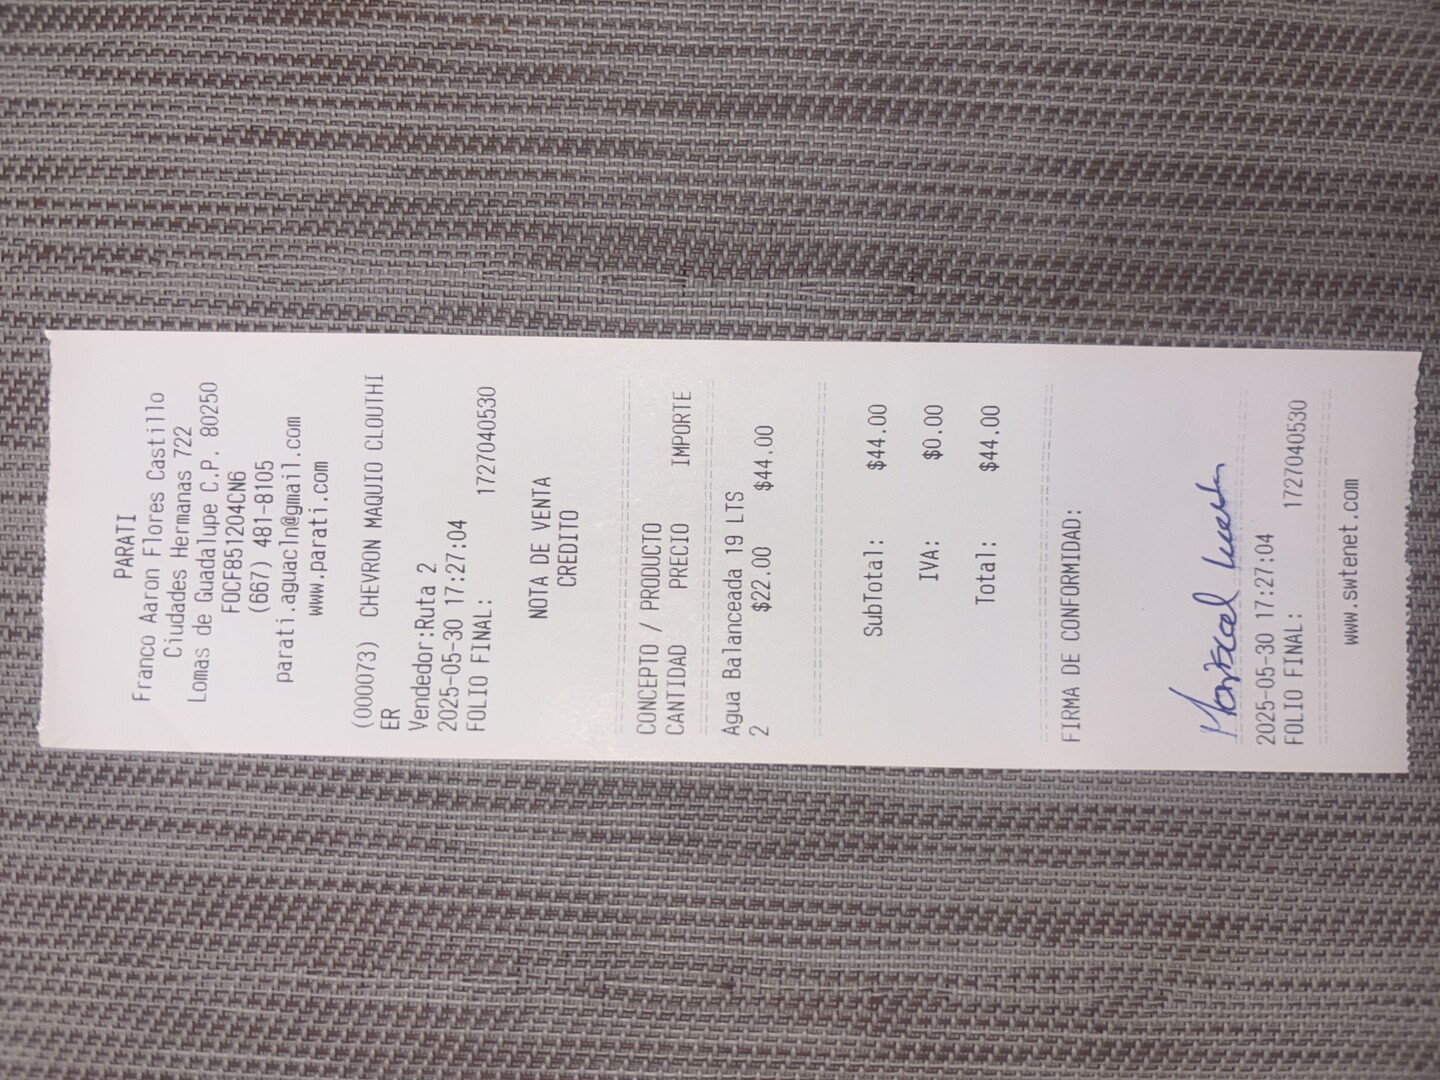 PARATI
Franco Aaron Flores Castillo
Ciudades Hermanas 722
Lomas de Guadalupe C.P. 80250
FOCF851204CN6
(667) 481-8105
parati.aguacln@gmail.com
www.parati.com
(000073) CHEVRON MAQUIO CLOUTHI
ER
Vendedor:Ruta 2
2025-05-30 17:27:04
FOLIO FINAL: 1727040530
NOTA DE VENTA
CREDITO
CONCEPTO / PRODUCTO
CANTIDAD PRECIO IMPORTE
Agua Balanceada 19 LTS
2 $22.00 $44.00
SubTotal: $44.00
IVA: $0.00
Total: $44.00
FIRMA DE CONFORMIDAD:
2025-05-30 17:27:04
FOLIO FINAL: 1727040530
www.swtenet.com